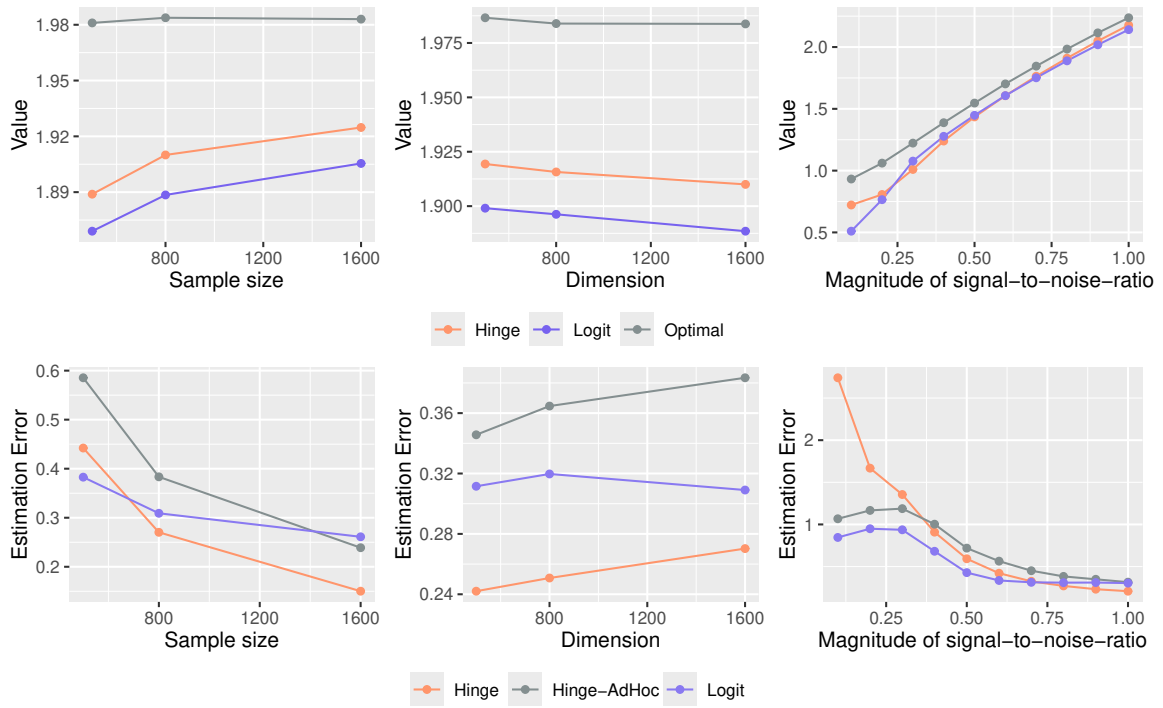 Value
1.98
1.95
1.92
1.89
800 1200 1600
Sample size
Value
1.975
1.950
1.925
1.900
800 1200 1600
Dimension
Value
2.0
1.5
1.0
0.5
0.25 0.50 0.75 1.00
Magnitude of signal−to−noise−ratio
Hinge Logit Optimal
Estimation Error
0.6
0.5
0.4
0.3
0.2
800 1200 1600
Sample size
Estimation Error
0.36
0.32
0.28
0.24
800 1200 1600
Dimension
Estimation Error
2
1
0.25 0.50 0.75 1.00
Magnitude of signal−to−noise−ratio
Hinge Hinge−AdHoc Logit